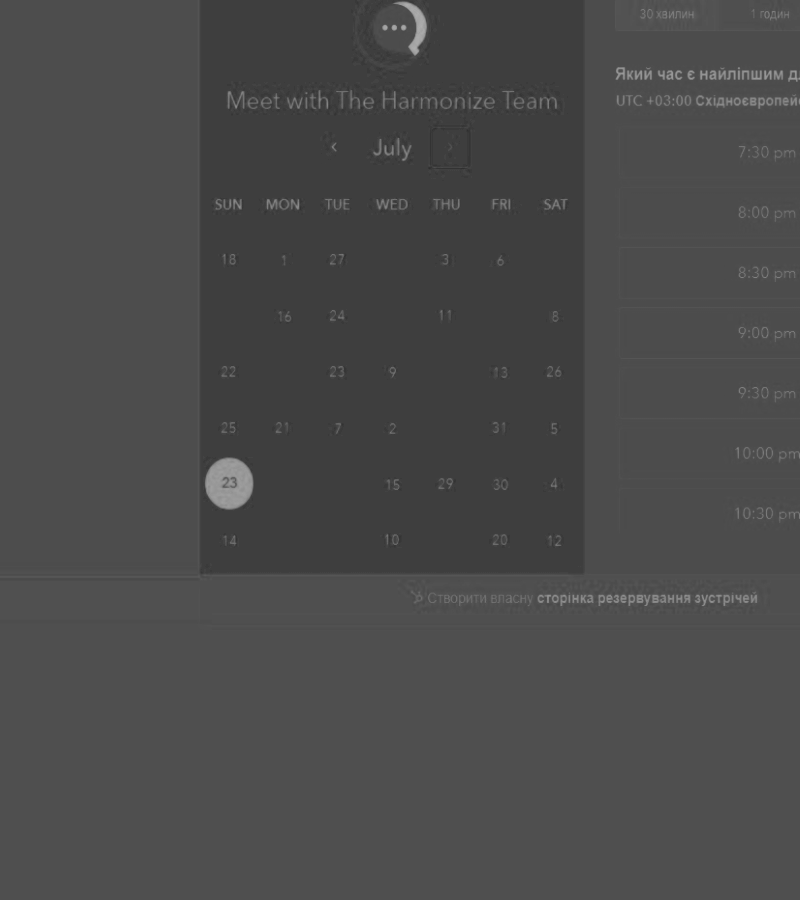 30 хвилин 1 годин
Який час є найліпшим д
UTC +03:00 Східноєвропей
Meet with The Harmonize Team
July
SUN MON TUE WED THU FRI SAT
18 1 27 3 6
16 24 11 8
22 23 9 13 26
25 21 7 2 31 5
23 15 29 30 4
14 10 20 12
7:30 pm
8:00 pm
8:30 pm
9:00 pm
9:30 pm
10:00 pm
10:30 pm
Створити власну сторінка резервування зустрічей